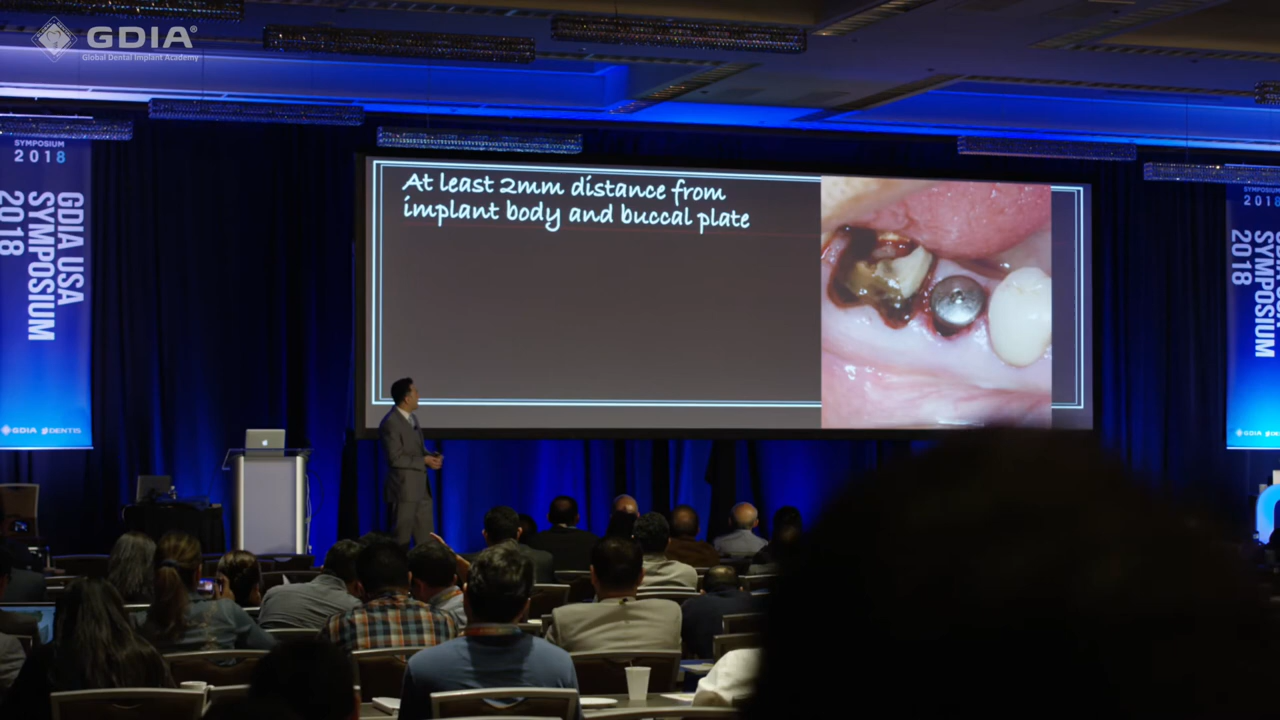 GDIA®
Global Dental Implant Academy
SYMPOSIUM
2018
GDIA USA
SYMPOSIUM
2018
GDIA DENTIS
At least 2mm distance from
implant body and buccal plate
SYMPOSIUM
2018
SYMPOSIUM
2018
GDIA